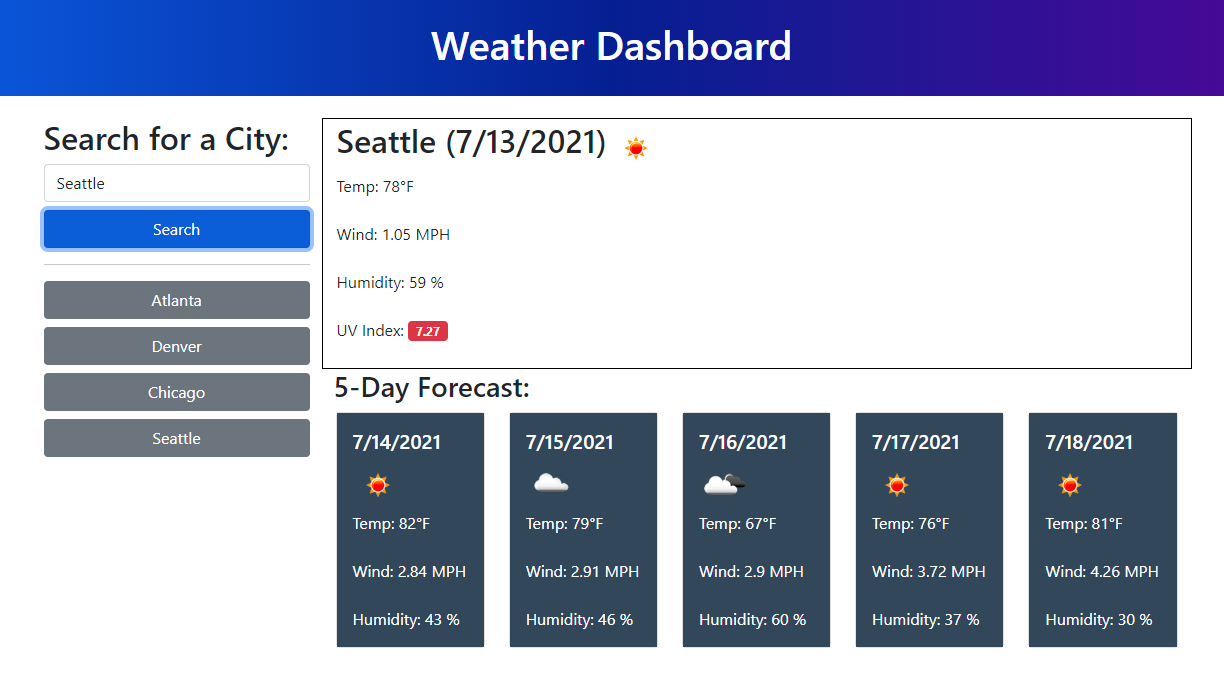 Weather Dashboard
Search for a City:
Seattle
Search
Atlanta
Denver
Chicago
Seattle
Seattle (7/13/2021)
Temp: 78°F
Wind: 1.05 MPH
Humidity: 59 %
UV Index: 7.27
5-Day Forecast:
7/14/2021
Temp: 82°F
Wind: 2.84 MPH
Humidity: 43 %
7/15/2021
Temp: 79°F
Wind: 2.91 MPH
Humidity: 46 %
7/16/2021
Temp: 67°F
Wind: 2.9 MPH
Humidity: 60 %
7/17/2021
Temp: 76°F
Wind: 3.72 MPH
Humidity: 37 %
7/18/2021
Temp: 81°F
Wind: 4.26 MPH
Humidity: 30 %